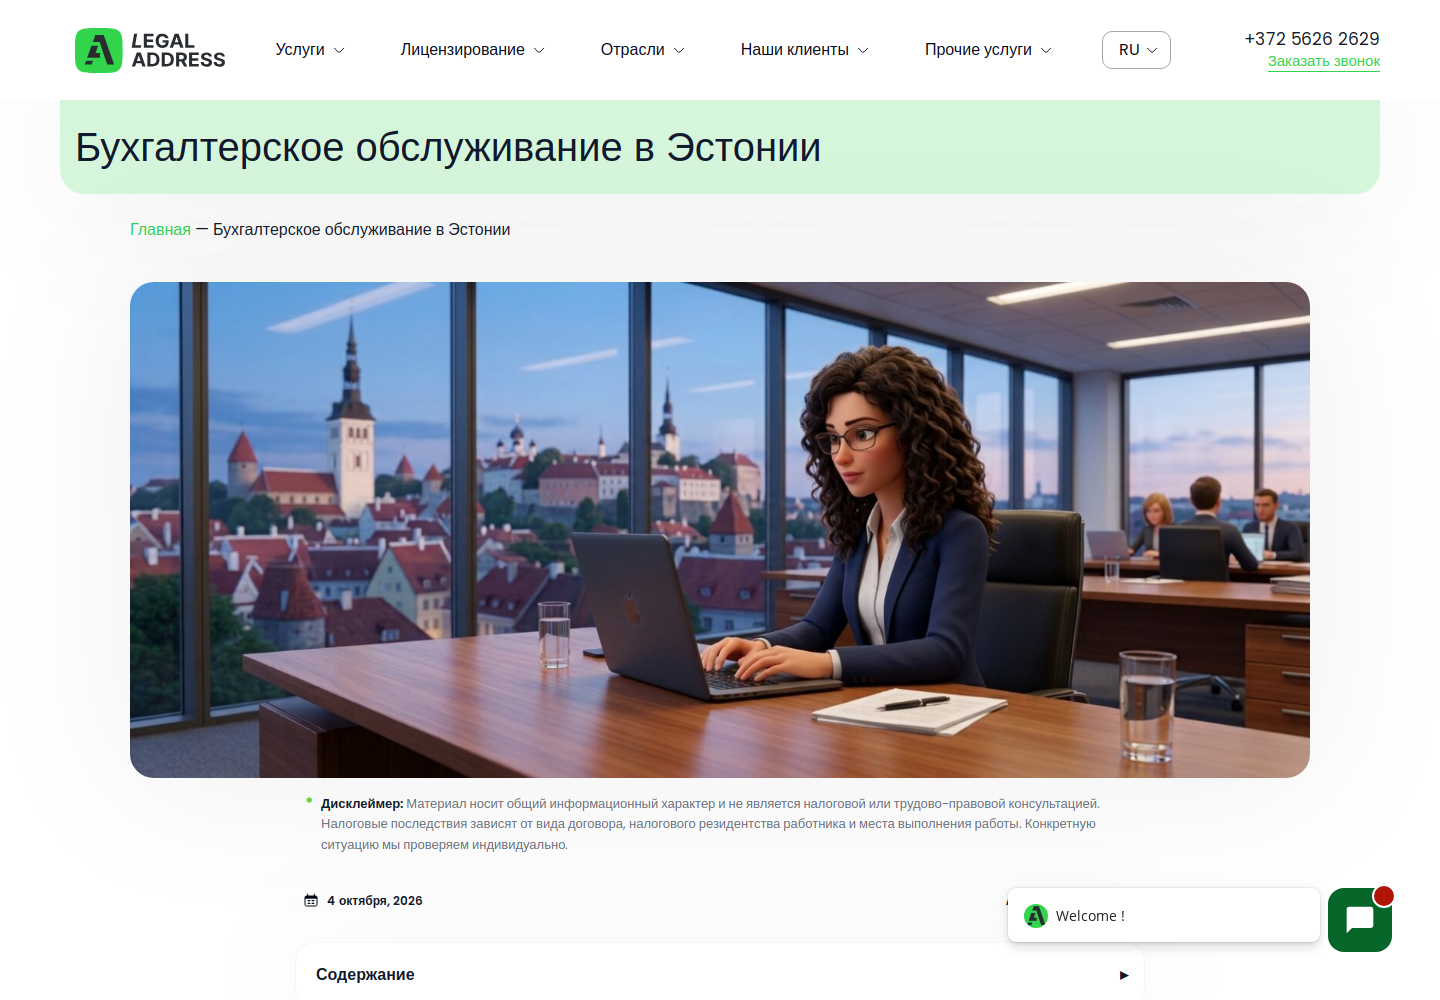 LEGAL
ADDRESS
Услуги
Лицензирование
Отрасли
Наши клиенты
Прочие услуги
RU
+372 5626 2629
Заказать звонок
Бухгалтерское обслуживание в Эстонии
Главная — Бухгалтерское обслуживание в Эстонии
* Дисклеймер: Материал носит общий информационный характер и не является налоговой или трудово-правовой консультацией.
Налоговые последствия зависят от вида договора, налогового резидентства работника и места выполнения работы. Конкретную
ситуацию мы проверяем индивидуально.
4 октября, 2026
Welcome !
Содержание